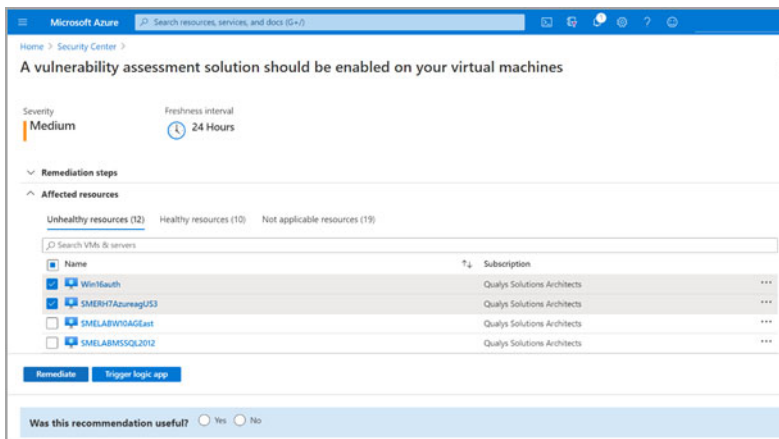 Microsoft Azure
Search resources, services, and docs (G+/)
Home > Security Center >
A vulnerability assessment solution should be enabled on your virtual machines
Severity Freshness interval
Medium 24 Hours
Remediation steps
Affected resources
Unhealthy resources (12) Healthy resources (10) Not applicable resources (19)
Search VMs & servers
Name Subscription
Win16auth Qualys Solutions Architects
SMERH7AzureagUS3 Qualys Solutions Architects
SMELABW10AGEast Qualys Solutions Architects
SMELABMSSQL2012 Qualys Solutions Architects
Remediate Trigger logic app
Was this recommendation useful? Yes No